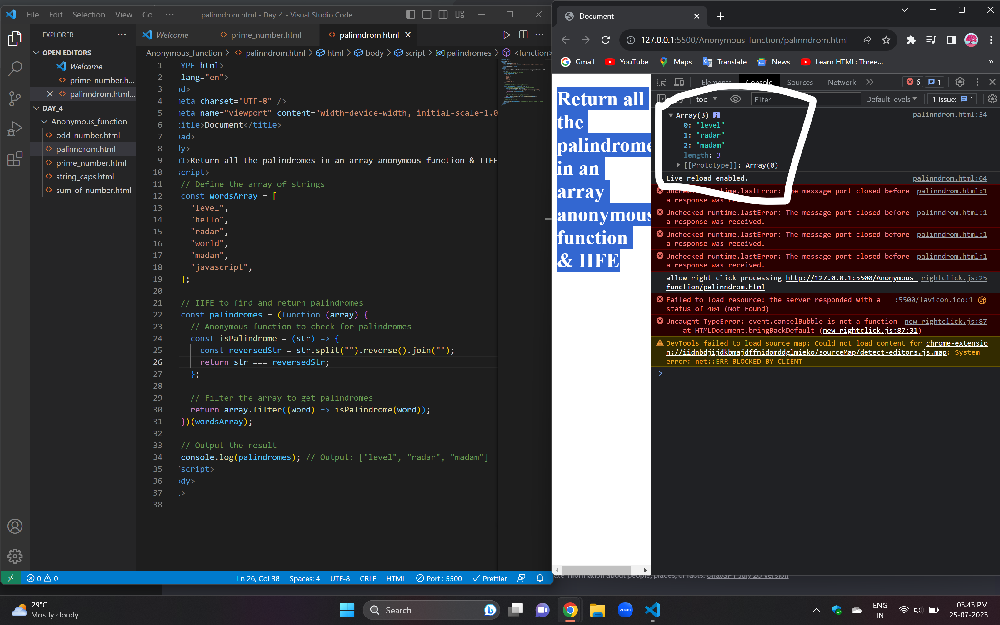 File Edit Selection View Go ··· palinndrom.html - Day_4 - Visual Studio Code
EXPLORER ···
OPEN EDITORS
Welcome
prime_number.h...
palinndrom.html...
DAY_4
Anonymous_function
odd_number.html
palinndrom.html
prime_number.html
string_caps.html
sum_of_number.html
Welcome prime_number.html palinndrom.html
Anonymous_function > palinndrom.html > html > body > script > palindromes > <function>
1 TYPE html>
2 lang="en">
3 ad>
4 meta charset="UTF-8" />
5 meta name="viewport" content="width=device-width, initial-scale=1.0
6 title>Document</title>
7 ead>
8 dy>
9 h1>Return all the palindromes in an array anonymous function & IIFE
10 script>
11 // Define the array of strings
12 const wordsArray = [
13 "level",
14 "hello",
15 "radar",
16 "world",
17 "madam",
18 "javascript",
19 ];
20
21 // IIFE to find and return palindromes
22 const palindromes = (function (array) {
23 // Anonymous function to check for palindromes
24 const isPalindrome = (str) => {
25 const reversedStr = str.split("").reverse().join("");
26 return str === reversedStr;
27 };
28
29 // Filter the array to get palindromes
30 return array.filter((word) => isPalindrome(word));
31 })(wordsArray);
32
33 // Output the result
34 console.log(palindromes); // Output: ["level", "radar", "madam"]
35 /script>
36 ody>
37 l>
38
0 0 Ln 26, Col 38 Spaces: 4 UTF-8 CRLF HTML Port : 5500 Prettier
Document
127.0.0.1:5500/Anonymous_function/palinndrom.html
Gmail YouTube Maps Translate News Learn HTML: Three... »
Return all
the
palindrome
in an
array
anonymous
function
& IIFE
Elements Console Sources Network 6 1
top Filter Default levels 1 Issue: 1
Array(3) i palinndrom.html:34
0: "level"
1: "radar"
2: "madam"
length: 3
[[Prototype]]: Array(0)
Live reload enabled. palinndrom.html:64
Unchecked runtime.lastError: The message port closed before palinndrom.html:1
a response was received.
Unchecked runtime.lastError: The message port closed before palinndrom.html:1
a response was received.
Unchecked runtime.lastError: The message port closed before palinndrom.html:1
a response was received.
Unchecked runtime.lastError: The message port closed before palinndrom.html:1
a response was received.
allow right click processing http://127.0.0.1:5500/Anonymous_ rightclick.js:25
function/palinndrom.html
Failed to load resource: the server responded with a :5500/favicon.ico:1
status of 404 (Not Found)
Uncaught TypeError: event.cancelBubble is not a function new_rightclick.js:87
at HTMLDocument.bringBackDefault (new_rightclick.js:87:31)
DevTools failed to load source map: Could not load content for chrome-extensio
n://iidnbdjijdkbmajdffnidomddglmieko/sourceMap/detect-editors.js.map: System
error: net::ERR_BLOCKED_BY_CLIENT
ate information about people, places, or facts. ChatGPT July 20 Version
29°C
Mostly cloudy
Search
zoom
ENG
IN
03:43 PM
25-07-2023